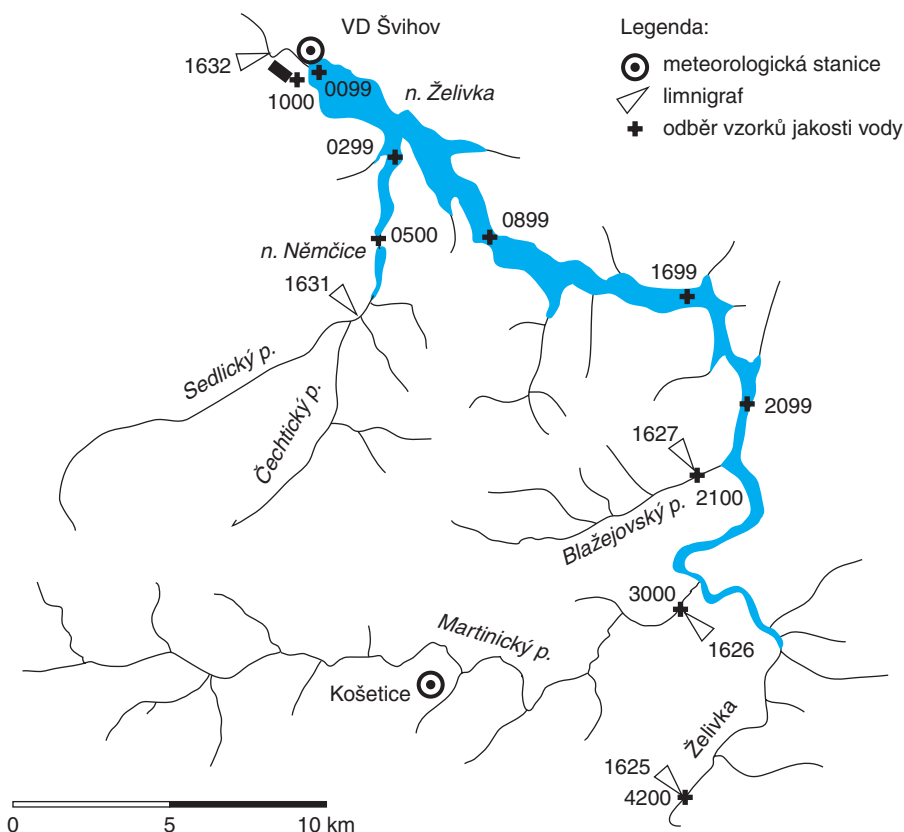 VD Švihov
Legenda:
meteorologická stanice
limnigraf
odběr vzorků jakosti vody
1632
1000
0099
n. Želivka
0299
0899
n. Němčice
0500
1631
1699
Sedlický p.
Čechtický p.
2099
1627
2100
Blažejovský p.
3000
Martinický p.
1626
Košetice
Želivka
1625
4200
0 5 10 km